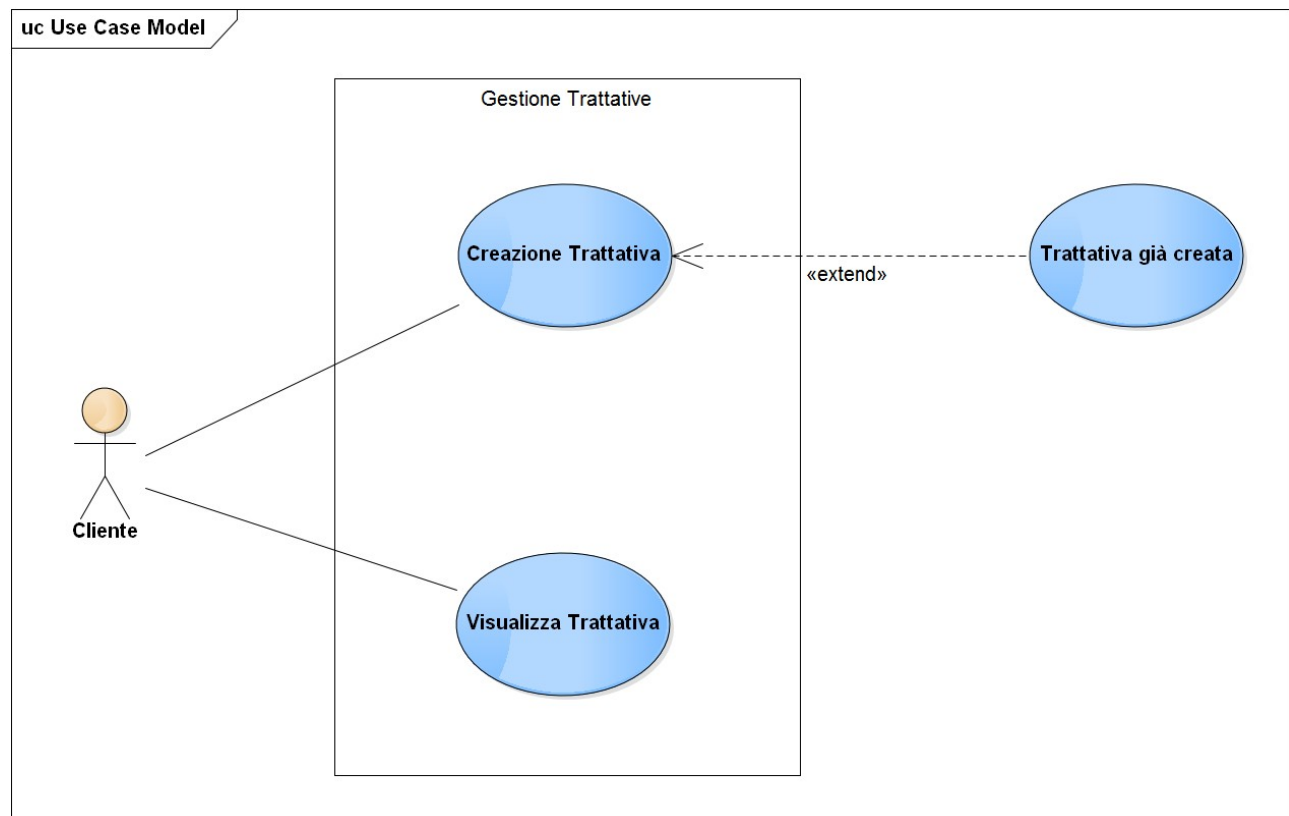 uc Use Case Model
Gestione Trattative
Creazione Trattativa
«extend»
Trattativa già creata
Cliente
Visualizza Trattativa